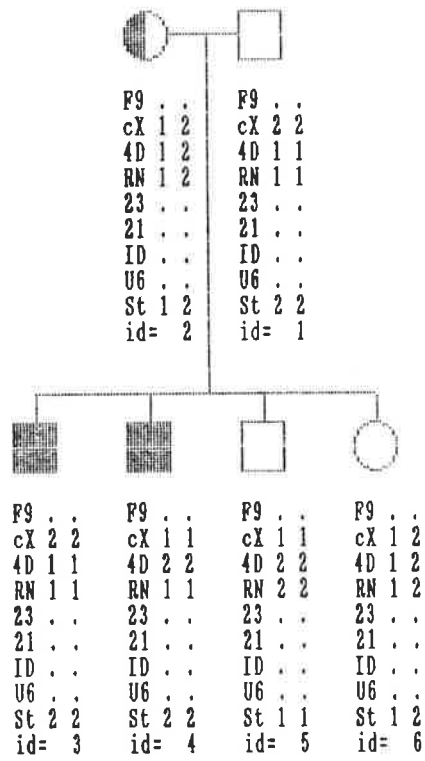 F9 . . F9 . .
cX 1 2 cX 2 2
4D 1 2 4D 1 1
RN 1 2 RN 1 1
23 . . 23 . .
21 . . 21 . .
ID . . ID . .
U6 . . U6 . .
St 1 2 St 2 2
id= 2 id= 1
F9 . . F9 . . F9 . . F9 . .
cX 2 2 cX 1 1 cX 1 1 cX 1 2
4D 1 1 4D 2 2 4D 2 2 4D 1 2
RN 1 1 RN 1 1 RN 2 2 RN 1 2
23 . . 23 . . 23 . . 23 . .
21 . . 21 . . 21 . . 21 . .
ID . . ID . . ID . . ID . .
U6 . . U6 . . U6 . . U6 . .
St 2 2 St 2 2 St 1 1 St 1 2
id= 3 id= 4 id= 5 id= 6